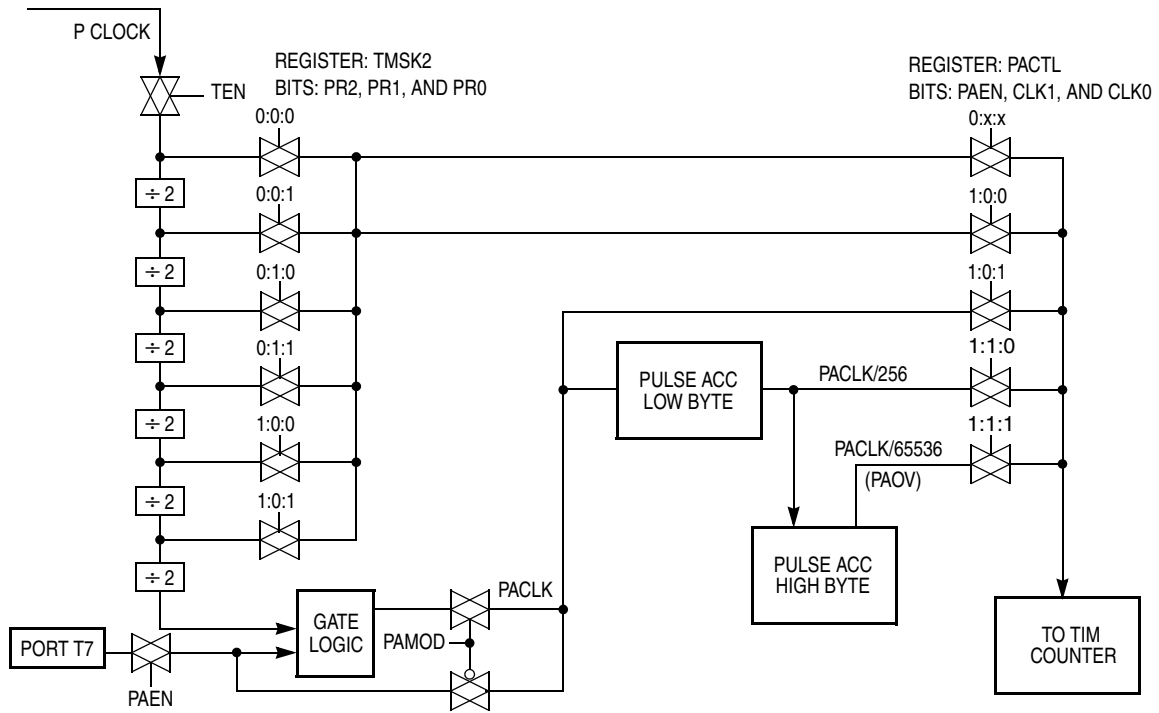 P CLOCK
TEN
REGISTER: TMSK2
BITS: PR2, PR1, AND PR0
0:0:0
÷ 2
0:0:1
÷ 2
0:1:0
÷ 2
0:1:1
÷ 2
1:0:0
÷ 2
1:0:1
÷ 2
REGISTER: PACTL
BITS: PAEN, CLK1, AND CLK0
0:x:x
1:0:0
1:0:1
1:1:0
1:1:1
PULSE ACC
LOW BYTE
PACLK/256
PACLK/65536
(PAOV)
PULSE ACC
HIGH BYTE
PORT T7
PAEN
GATE
LOGIC
PAMOD
PACLK
TO TIM
COUNTER